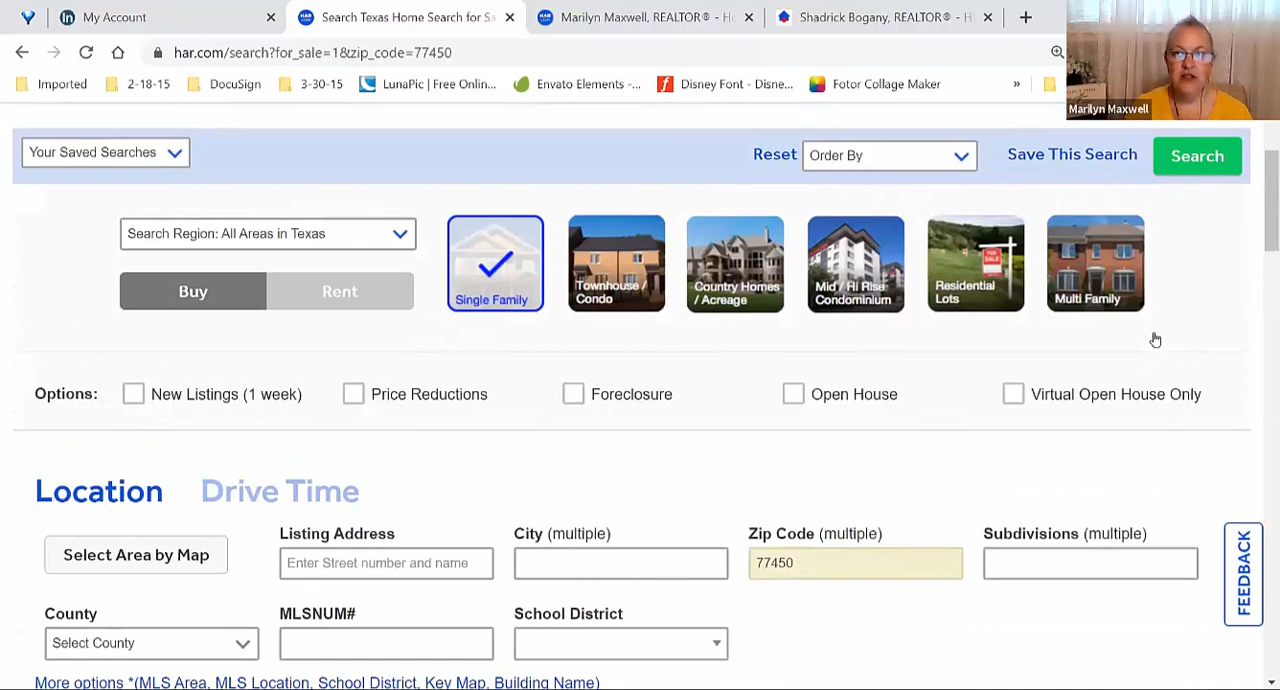 My Account
Search Texas Home Search for Sa
Marilyn Maxwell, REALTOR® - Ho
Shadrick Bogany, REALTOR® - H
har.com/search?for_sale=1&zip_code=77450
Imported
2-18-15
DocuSign
3-30-15
LunaPic | Free Onlin...
Envato Elements -...
Disney Font - Disne...
Fotor Collage Maker
»
Marilyn Maxwell
Your Saved Searches
Reset
Order By
Save This Search
Search
Search Region: All Areas in Texas
Buy
Rent
Single Family
Townhouse /
Condo
Country Homes
/ Acreage
Mid / Hi Rise
Condominium
FOR SALE
Residential
Lots
Multi Family
Options:
New Listings (1 week)
Price Reductions
Foreclosure
Open House
Virtual Open House Only
Location
Drive Time
Select Area by Map
Listing Address
Enter Street number and name
City (multiple)
Zip Code (multiple)
77450
Subdivisions (multiple)
FEEDBACK
County
Select County
MLSNUM#
School District
More options *(MLS Area, MLS Location, School District, Key Map, Building Name)